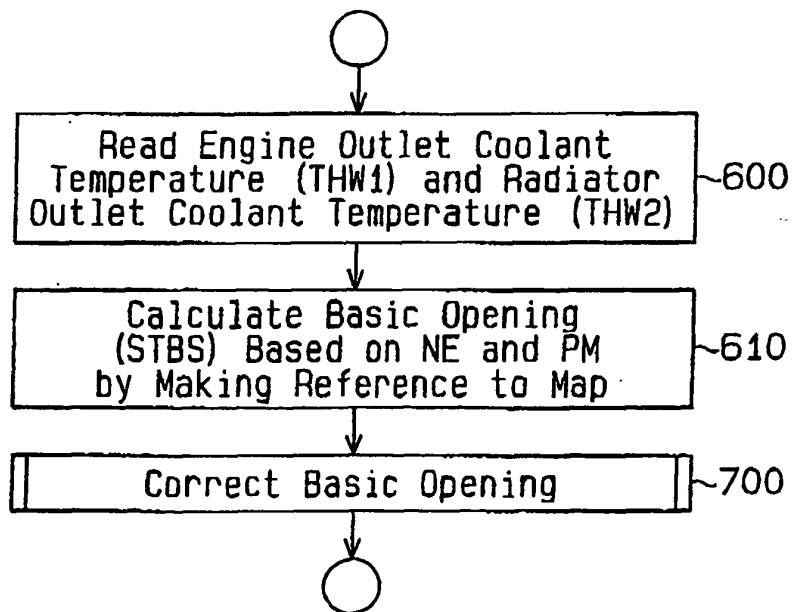 Read Engine Outlet Coolant
Temperature (THW1) and Radiator
Outlet Coolant Temperature (THW2)
600
Calculate Basic Opening
(STBS) Based on NE and PM
by Making Reference to Map
610
Correct Basic Opening
700